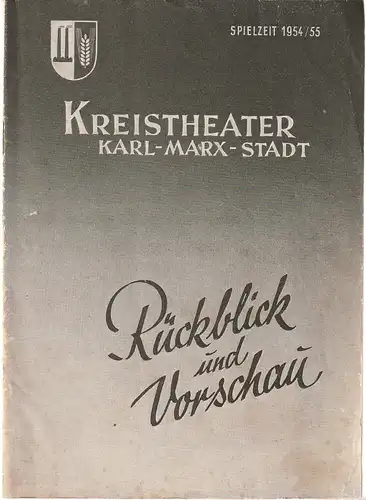 SPIELZEIT 1954/55
KREISTHEATER
KARL-MARX-STADT
Rückblick
und
Vorschau